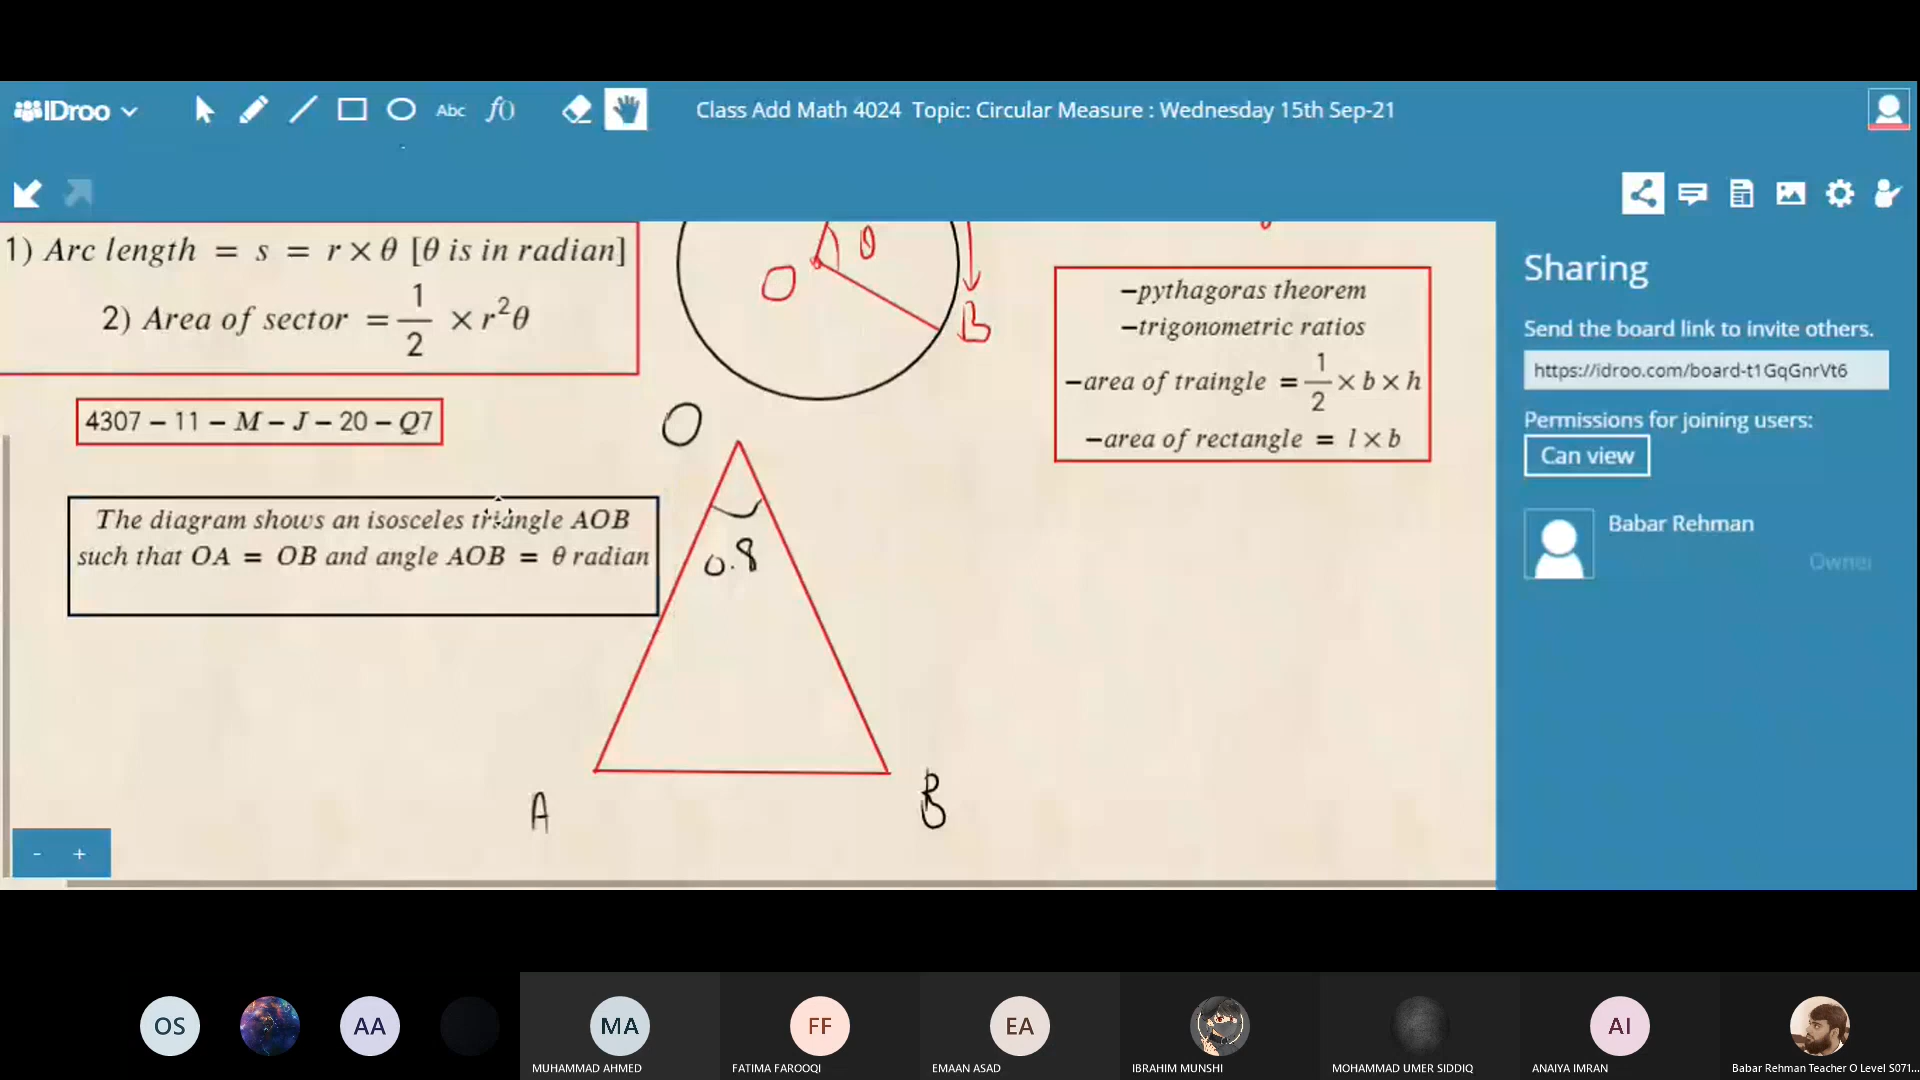 IDroo
Abc
f()
Class Add Math 4024 Topic: Circular Measure : Wednesday 15th Sep-21
1) Arc length = s = r × θ [θ is in radian]
2) Area of sector = 1/2 × r²θ
O
θ
B
4307 – 11 – M – J – 20 – Q7
The diagram shows an isosceles triangle AOB
such that OA = OB and angle AOB = θ radian
O
0.8
A
B
–pythagoras theorem
–trigonometric ratios
–area of traingle = 1/2 × b × h
–area of rectangle = l × b
- +
Sharing
Send the board link to invite others.
https://idroo.com/board-t1GqGnrVt6
Permissions for joining users:
Can view
Babar Rehman
Owner
OS
AA
MA
FF
EA
AI
MUHAMMAD AHMED
FATIMA FAROOQI
EMAAN ASAD
IBRAHIM MUNSHI
MOHAMMAD UMER SIDDIQ
ANAIYA IMRAN
Babar Rehman Teacher O Level S071...